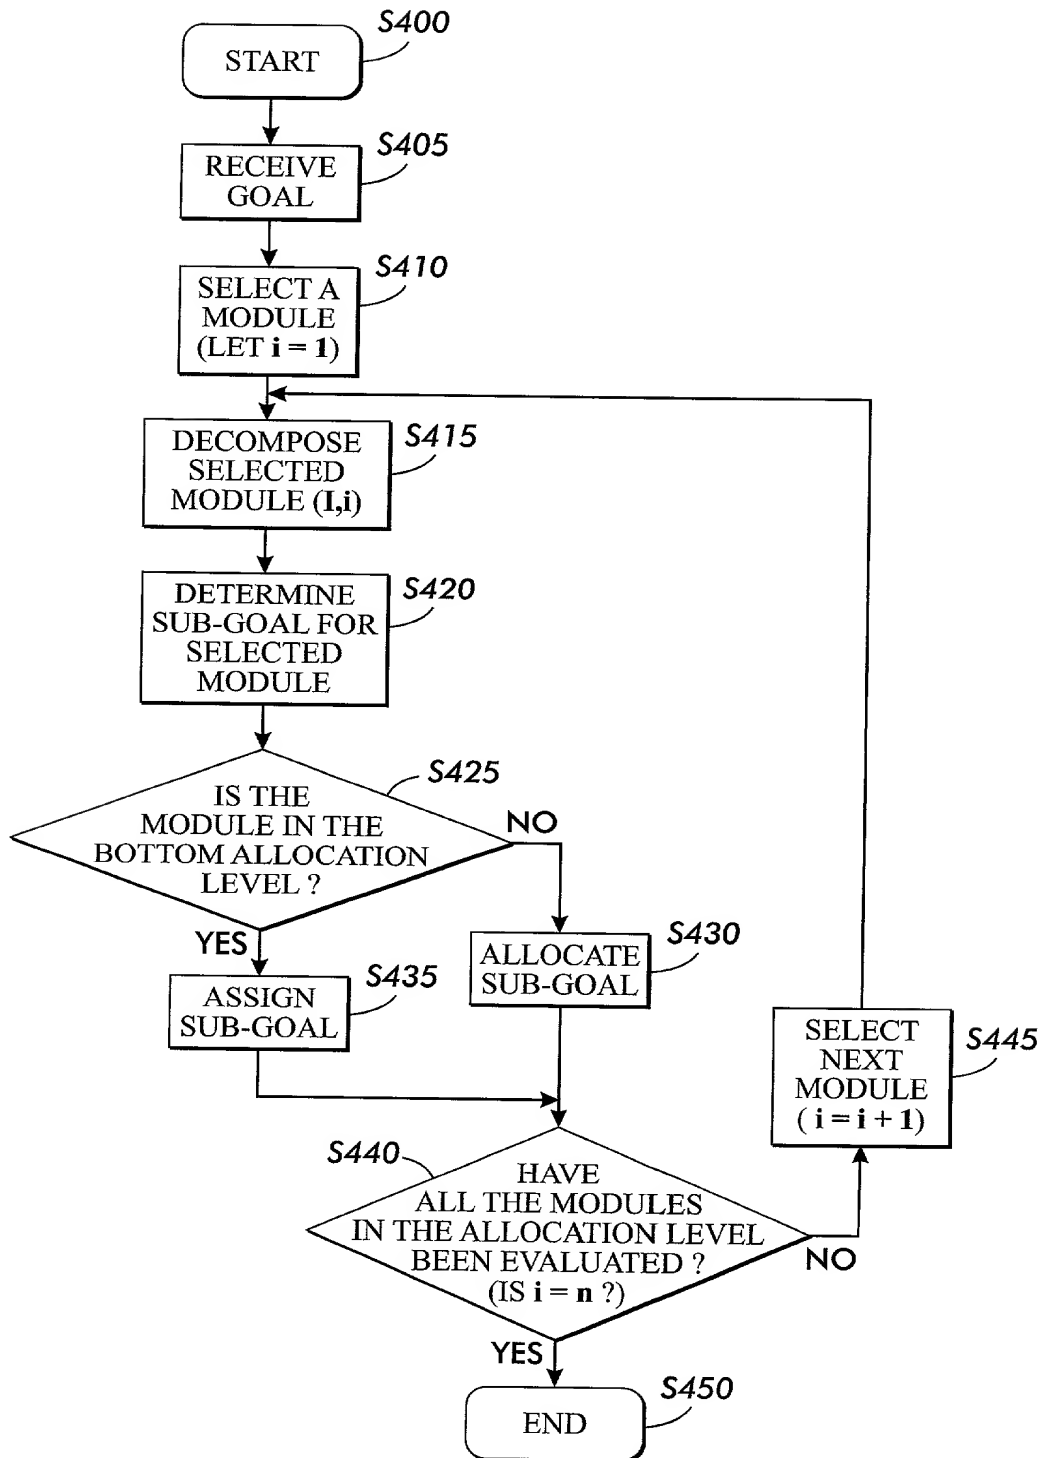 S400
START
S405
RECEIVE
GOAL
S410
SELECT A
MODULE
(LET i = 1)
S415
DECOMPOSE
SELECTED
MODULE (I,i)
S420
DETERMINE
SUB-GOAL FOR
SELECTED
MODULE
S425
IS THE
MODULE IN THE
BOTTOM ALLOCATION
LEVEL ?
NO
YES
S430
ALLOCATE
SUB-GOAL
S435
ASSIGN
SUB-GOAL
S445
SELECT
NEXT
MODULE
( i = i + 1)
S440
HAVE
ALL THE MODULES
IN THE ALLOCATION LEVEL
BEEN EVALUATED ?
(IS i = n ?)
NO
YES
S450
END